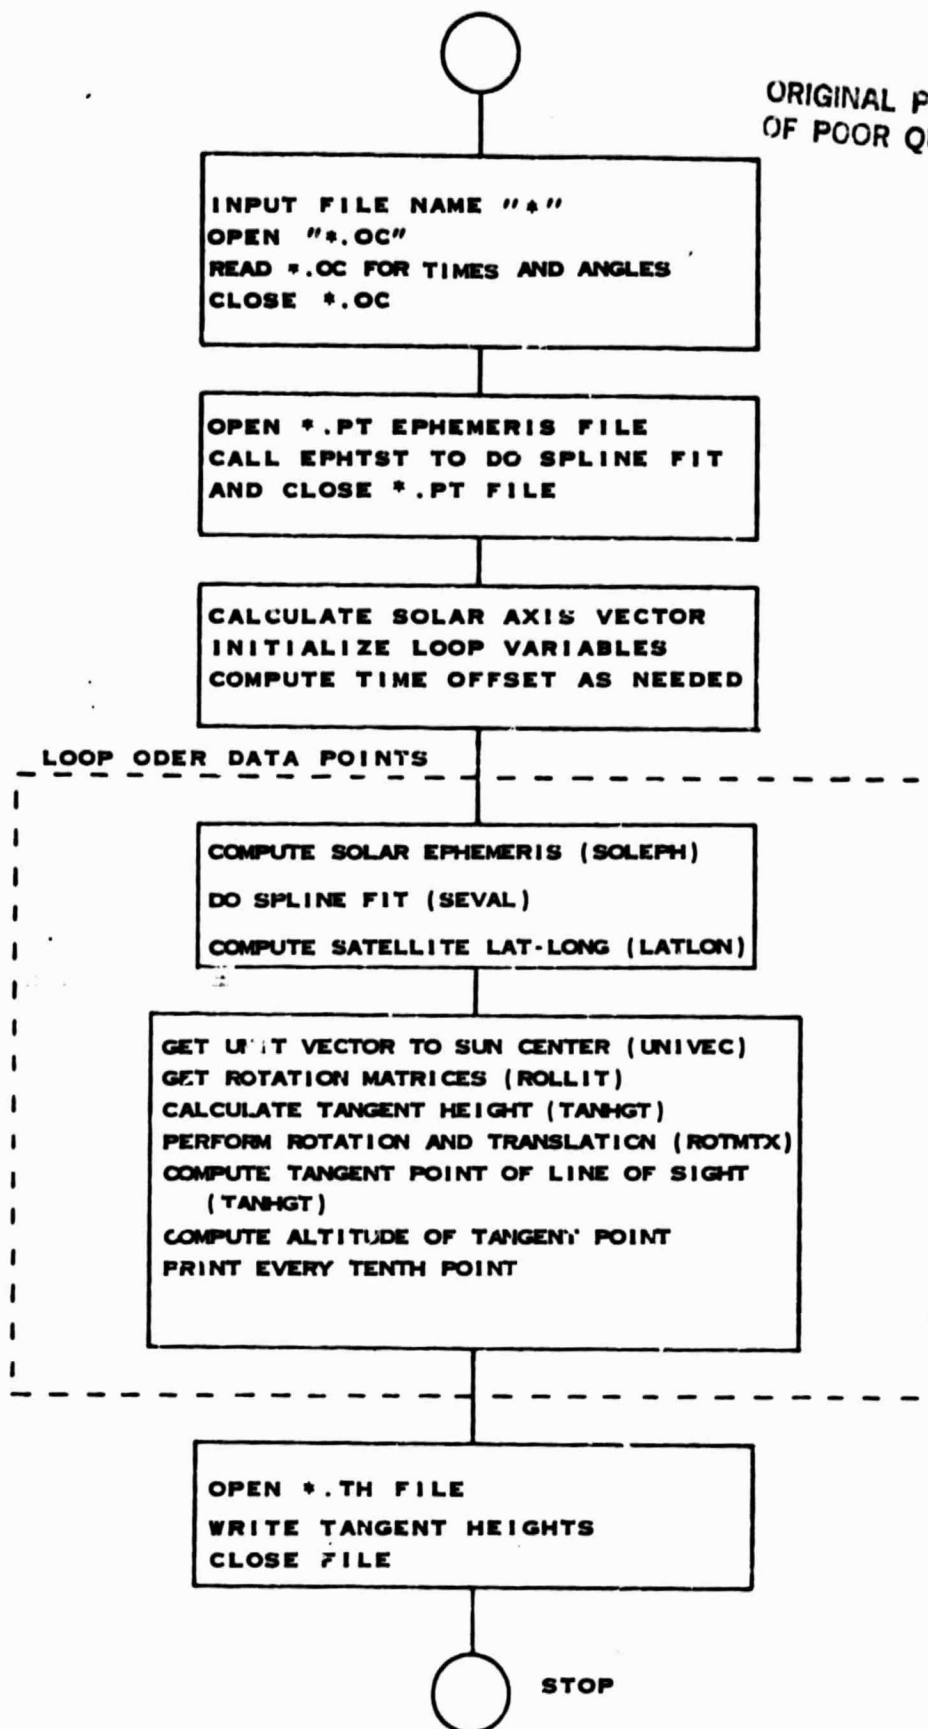 ORIGINAL P
OF POOR Q
INPUT FILE NAME "*"
OPEN "*.OC"
READ *.OC FOR TIMES AND ANGLES
CLOSE *.OC
OPEN *.PT EPHEMERIS FILE
CALL EPHTST TO DO SPLINE FIT
AND CLOSE *.PT FILE
CALCULATE SOLAR AXIS VECTOR
INITIALIZE LOOP VARIABLES
COMPUTE TIME OFFSET AS NEEDED
LOOP ODER DATA POINTS
COMPUTE SOLAR EPHEMERIS (SOLEPH)
DO SPLINE FIT (SEVAL)
COMPUTE SATELLITE LAT-LONG (LATLON)
GET UNIT VECTOR TO SUN CENTER (UNIVEC)
GET ROTATION MATRICES (ROLLIT)
CALCULATE TANGENT HEIGHT (TANHGT)
PERFORM ROTATION AND TRANSLATION (ROTMTX)
COMPUTE TANGENT POINT OF LINE OF SIGHT
(TANHGT)
COMPUTE ALTITUDE OF TANGENT POINT
PRINT EVERY TENTH POINT
OPEN *.TH FILE
WRITE TANGENT HEIGHTS
CLOSE FILE
STOP